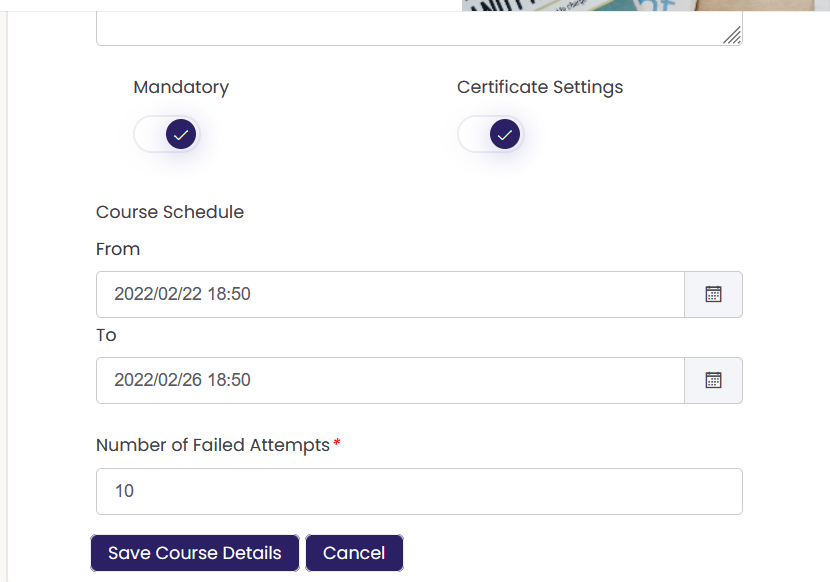 Mandatory
Certificate Settings
Course Schedule
From
2022/02/22 18:50
To
2022/02/26 18:50
Number of Failed Attempts*
10
Save Course Details
Cancel